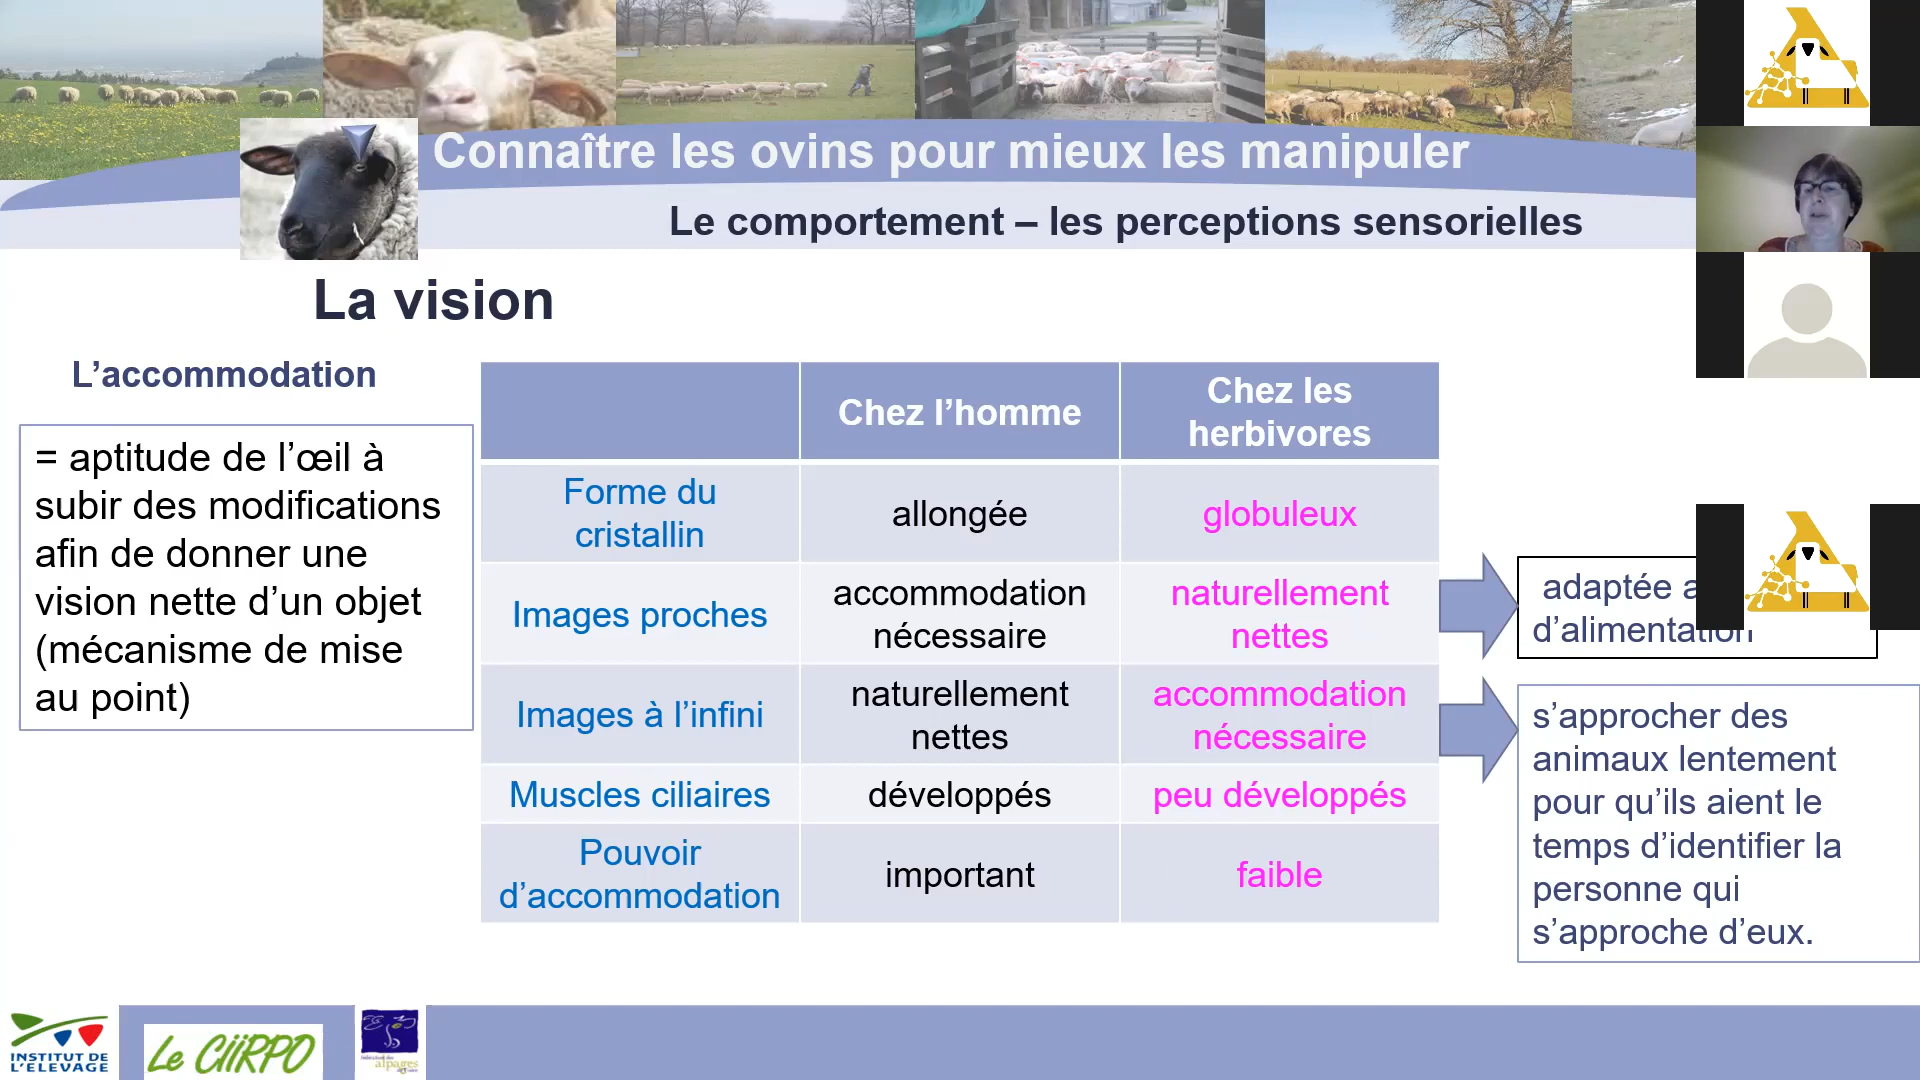 Connaître les ovins pour mieux les manipuler
Le comportement – les perceptions sensorielles
La vision
L’accommodation
= aptitude de l’œil à
subir des modifications
afin de donner une
vision nette d’un objet
(mécanisme de mise
au point)
Chez l’homme
Chez les
herbivores
Forme du
cristallin
allongée
globuleux
Images proches
accommodation
nécessaire
naturellement
nettes
Images à l’infini
naturellement
nettes
accommodation
nécessaire
Muscles ciliaires
développés
peu développés
Pouvoir
d’accommodation
important
faible
adaptée
d’alimentation
s’approcher des
animaux lentement
pour qu’ils aient le
temps d’identifier la
personne qui
s’approche d’eux.
INSTITUT DE
L’ELEVAGE
Le CIIRPO
alpages